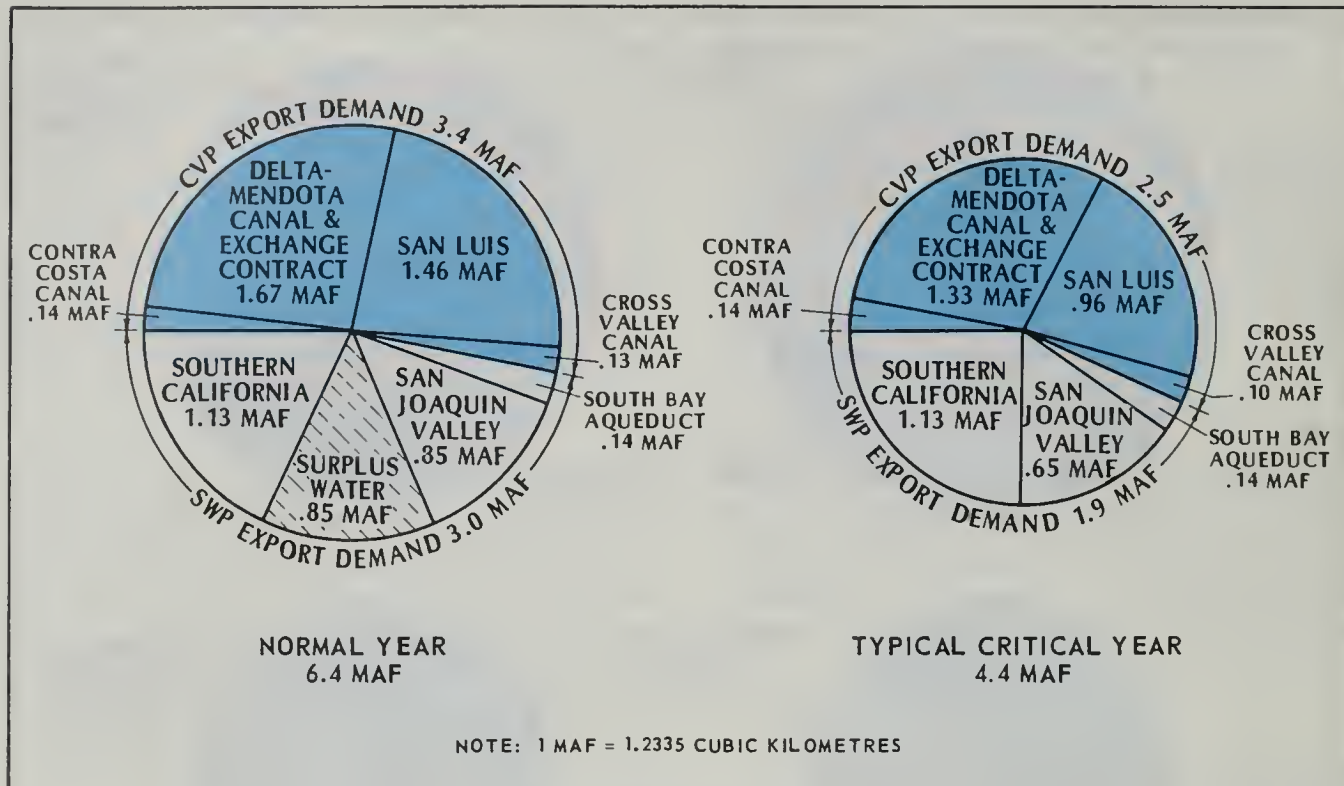 CVP EXPORT DEMAND 3.4 MAF
DELTA-
MENDOTA
CANAL &
EXCHANGE
CONTRACT
1.67 MAF
SAN LUIS
1.46 MAF
CONTRA
COSTA
CANAL
.14 MAF
CROSS
VALLEY
CANAL
.13 MAF
SOUTHERN
CALIFORNIA
1.13 MAF
SURPLUS
WATER
.85 MAF
SAN
JOAQUIN
VALLEY
.85 MAF
SOUTH BAY
AQUEDUCT
.14 MAF
SWP EXPORT DEMAND 3.0 MAF
NORMAL YEAR
6.4 MAF
CVP EXPORT DEMAND 2.5 MAF
DELTA-
MENDOTA
CANAL &
EXCHANGE
CONTRACT
1.33 MAF
SAN LUIS
.96 MAF
CONTRA
COSTA
CANAL
.14 MAF
CROSS
VALLEY
CANAL
.10 MAF
SOUTHERN
CALIFORNIA
1.13 MAF
SAN
JOAQUIN
VALLEY
.65 MAF
SOUTH BAY
AQUEDUCT
.14 MAF
SWP EXPORT DEMAND 1.9 MAF
TYPICAL CRITICAL YEAR
4.4 MAF
NOTE: 1 MAF = 1.2335 CUBIC KILOMETRES